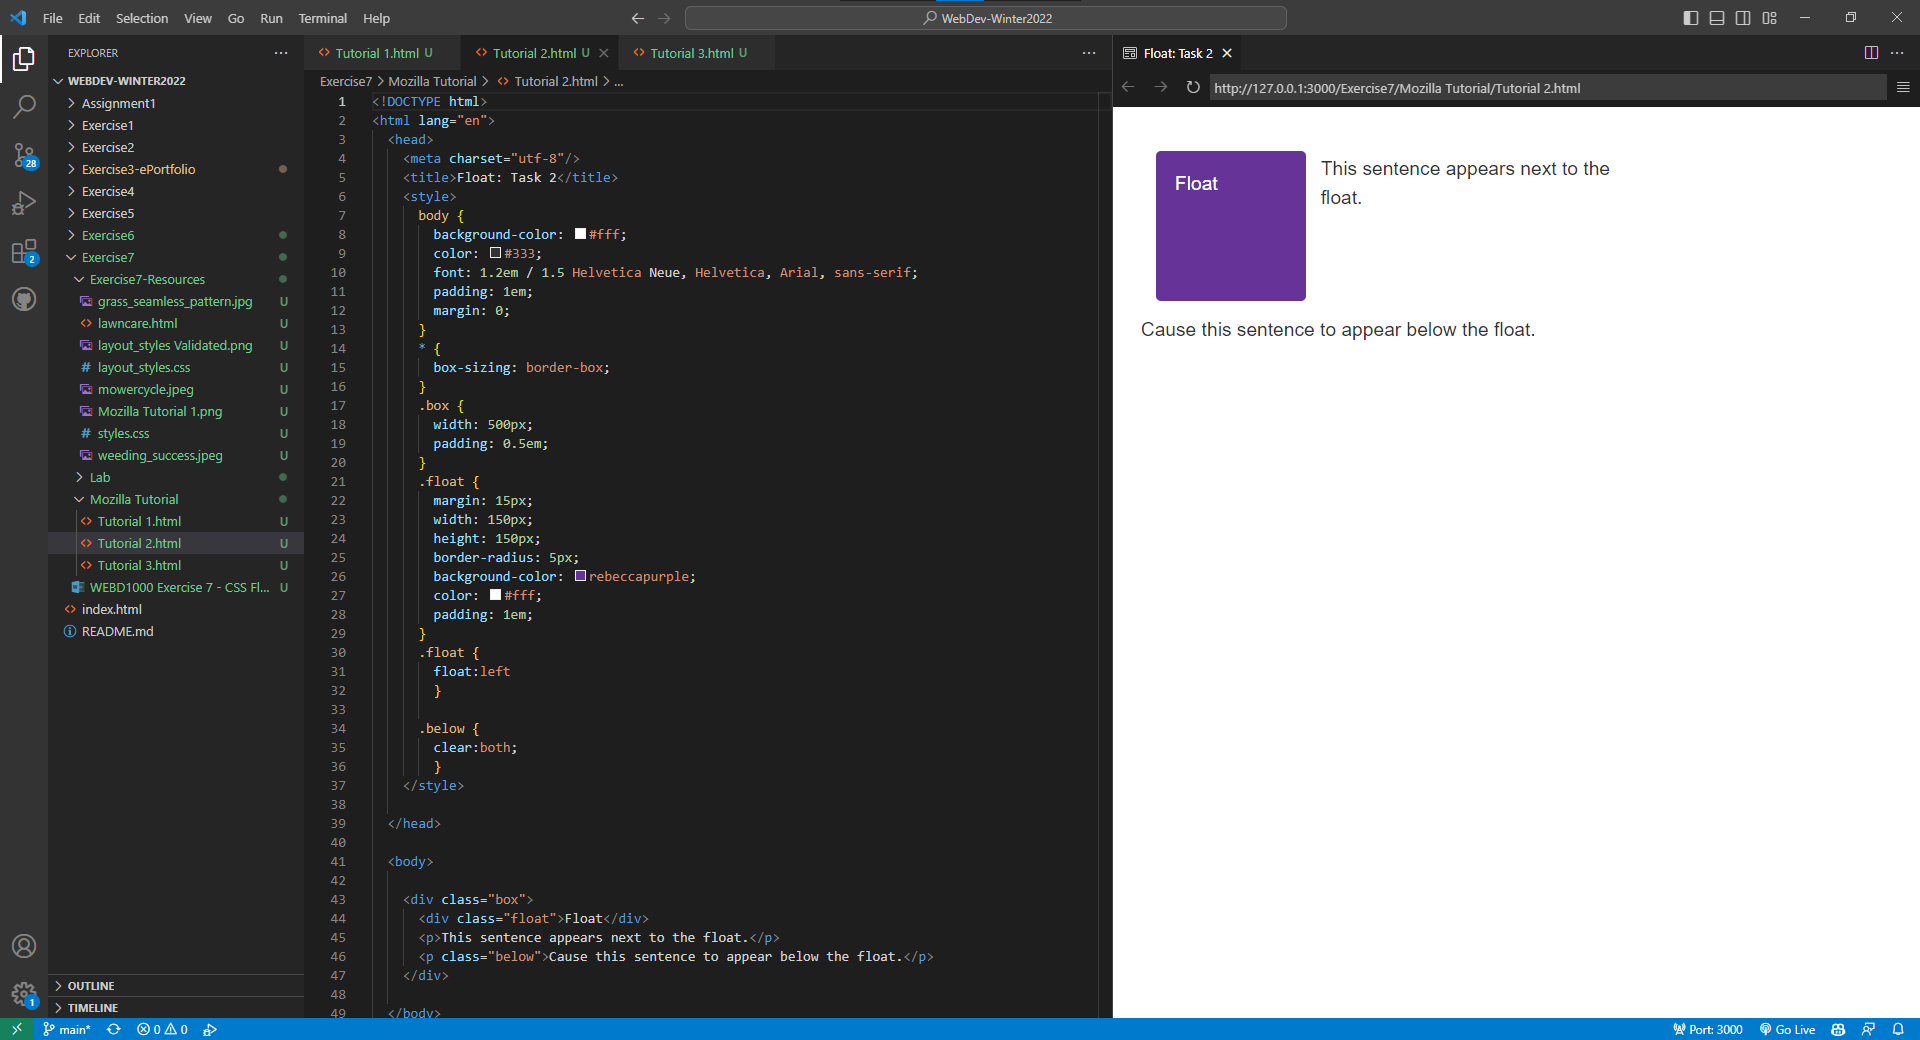 File Edit Selection View Go Run Terminal Help
WebDev-Winter2022
EXPLORER
WEBDEV-WINTER2022
Assignment1
Exercise1
Exercise2
28
Exercise3-ePortfolio
Exercise4
Exercise5
Exercise6
2
Exercise7
Exercise7-Resources
grass_seamless_pattern.jpg U
lawncare.html U
layout_styles Validated.png U
layout_styles.css U
mowercycle.jpeg U
Mozilla Tutorial 1.png U
styles.css U
weeding_success.jpeg U
Lab
Mozilla Tutorial
Tutorial 1.html U
Tutorial 2.html U
Tutorial 3.html U
WEBD1000 Exercise 7 - CSS Fl... U
index.html
README.md
OUTLINE
1
TIMELINE
Tutorial 1.html U
Tutorial 2.html U
Tutorial 3.html U
Exercise7 > Mozilla Tutorial > Tutorial 2.html > ...
1 <!DOCTYPE html>
2 <html lang="en">
3 <head>
4 <meta charset="utf-8"/>
5 <title>Float: Task 2</title>
6 <style>
7 body {
8 background-color: #fff;
9 color: #333;
10 font: 1.2em / 1.5 Helvetica Neue, Helvetica, Arial, sans-serif;
11 padding: 1em;
12 margin: 0;
13 }
14 * {
15 box-sizing: border-box;
16 }
17 .box {
18 width: 500px;
19 padding: 0.5em;
20 }
21 .float {
22 margin: 15px;
23 width: 150px;
24 height: 150px;
25 border-radius: 5px;
26 background-color: rebeccapurple;
27 color: #fff;
28 padding: 1em;
29 }
30 .float {
31 float:left
32 }
33
34 .below {
35 clear:both;
36 }
37 </style>
38
39 </head>
40
41 <body>
42
43 <div class="box">
44 <div class="float">Float</div>
45 <p>This sentence appears next to the float.</p>
46 <p class="below">Cause this sentence to appear below the float.</p>
47 </div>
48
49 </body>
Float: Task 2
http://127.0.0.1:3000/Exercise7/Mozilla Tutorial/Tutorial 2.html
Float
This sentence appears next to the
float.
Cause this sentence to appear below the float.
main* 0 0
Port: 3000 Go Live